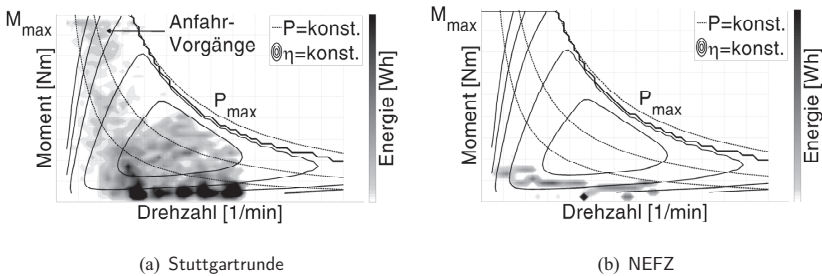 M_max
Anfahr-
Vorgänge
P=konst.
η=konst.
P_max
Moment [Nm]
Drehzahl [1/min]
Energie [Wh]
(a) Stuttgartrunde
M_max
P=konst.
η=konst.
P_max
Moment [Nm]
Drehzahl [1/min]
Energie [Wh]
(b) NEFZ